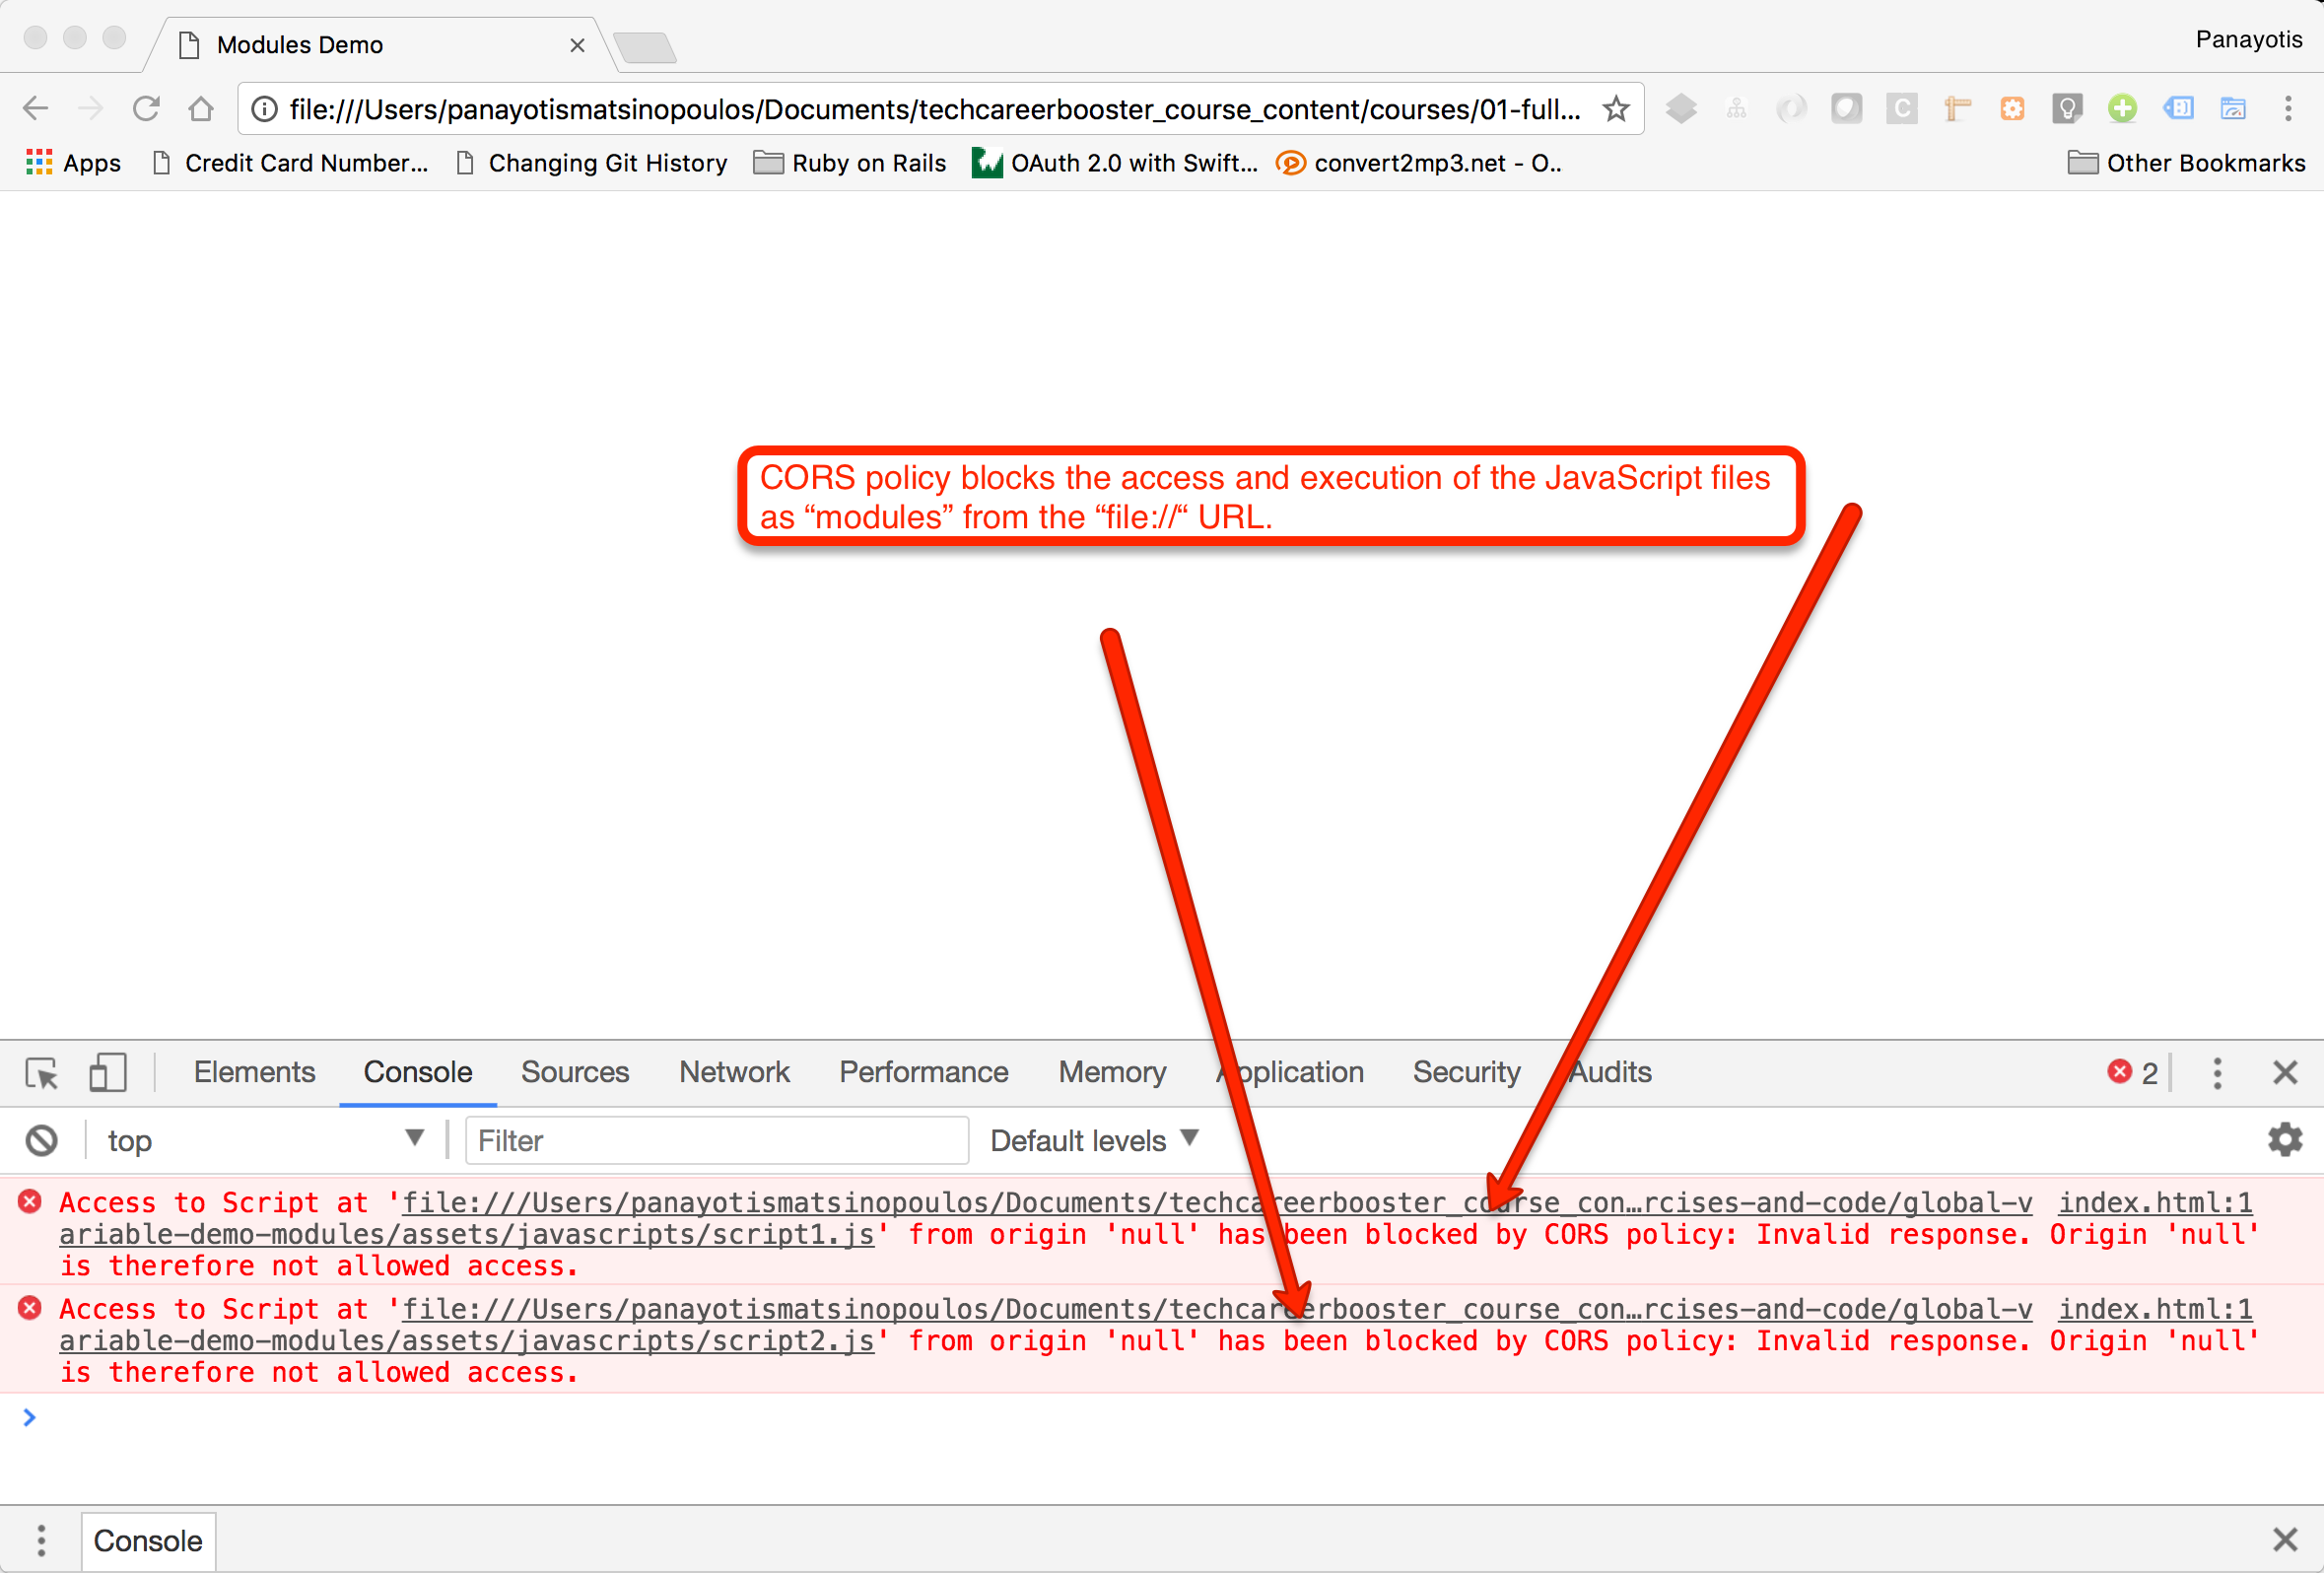 Modules Demo
Panayotis
file:///Users/panayotismatsinopoulos/Documents/techcareerbooster_course_content/courses/01-full...
Apps Credit Card Number... Changing Git History Ruby on Rails OAuth 2.0 with Swift... convert2mp3.net - O.. Other Bookmarks
CORS policy blocks the access and execution of the JavaScript files
as “modules” from the “file://“ URL.
Elements Console Sources Network Performance Memory Application Security Audits 2
top Filter Default levels
Access to Script at 'file:///Users/panayotismatsinopoulos/Documents/techcareerbooster_course_con…rcises-and-code/global-v index.html:1
ariable-demo-modules/assets/javascripts/script1.js' from origin 'null' has been blocked by CORS policy: Invalid response. Origin 'null'
is therefore not allowed access.
Access to Script at 'file:///Users/panayotismatsinopoulos/Documents/techcareerbooster_course_con…rcises-and-code/global-v index.html:1
ariable-demo-modules/assets/javascripts/script2.js' from origin 'null' has been blocked by CORS policy: Invalid response. Origin 'null'
is therefore not allowed access.
Console